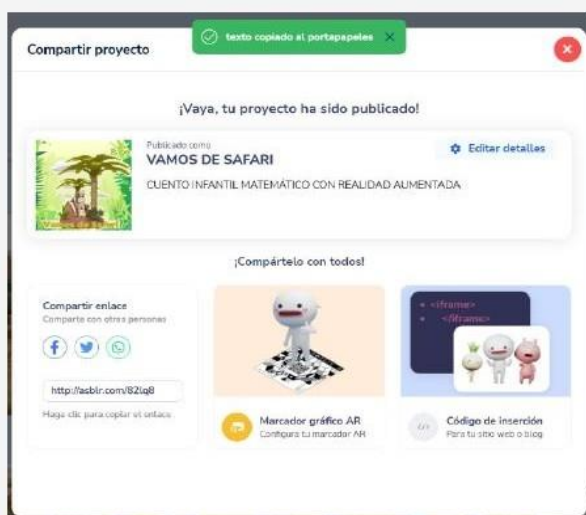 texto copiado al portapapeles
Compartir proyecto
¡Vaya, tu proyecto ha sido publicado!
Publicado como
VAMOS DE SAFARI
Editar detalles
CUENTO INFANTIL MATEMÁTICO CON REALIDAD AUMENTADA
Vamos de Safari
¡Compártelo con todos!
Compartir enlace
Comparte con otras personas
http://asblr.com/82lq8
Haga clic para copiar el enlace
<iframe>
</iframe>
Marcador gráfico AR
Configura tu marcador AR
Código de inserción
Para tu sitio web o blog